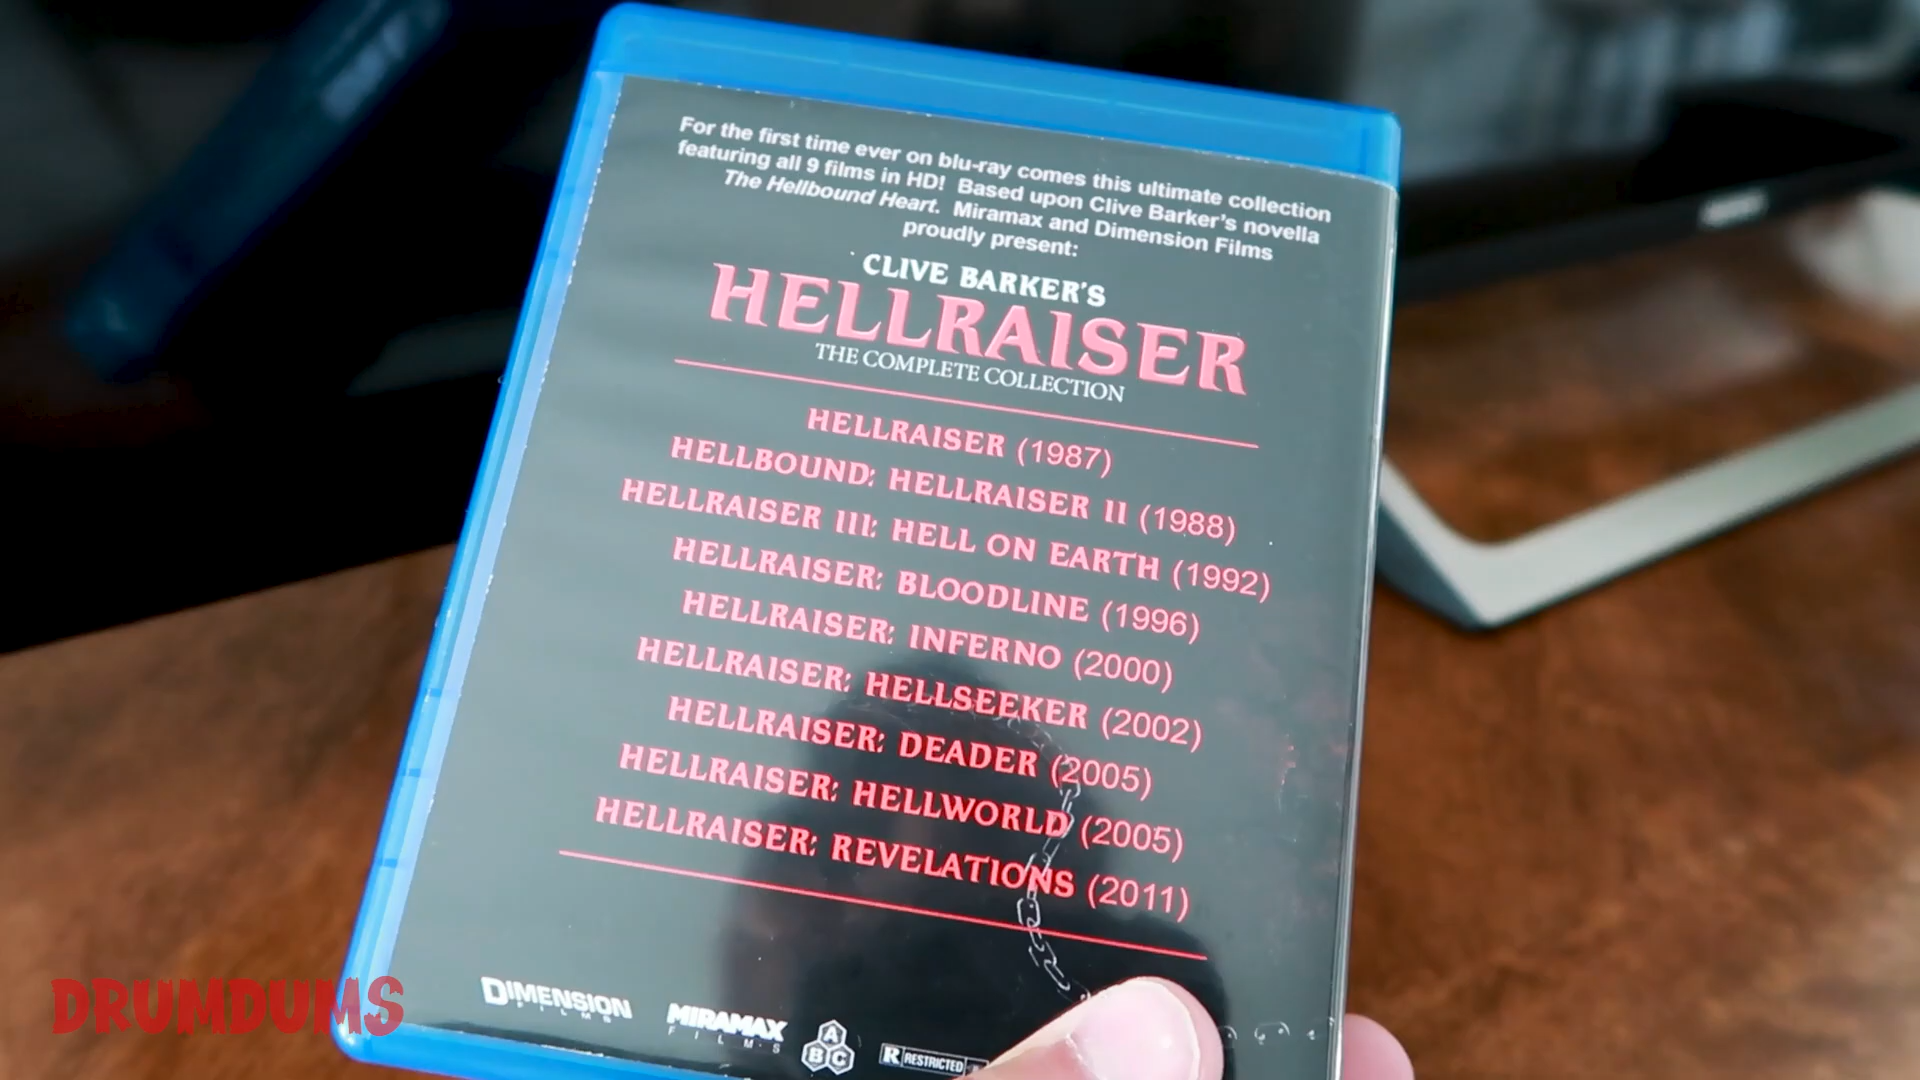 For the first time ever on blu-ray comes this ultimate collection
featuring all 9 films in HD! Based upon Clive Barker's novella
The Hellbound Heart. Miramax and Dimension Films
proudly present:
CLIVE BARKER'S
HELLRAISER
THE COMPLETE COLLECTION
HELLRAISER (1987)
HELLBOUND: HELLRAISER II (1988)
HELLRAISER III: HELL ON EARTH (1992)
HELLRAISER: BLOODLINE (1996)
HELLRAISER: INFERNO (2000)
HELLRAISER: HELLSEEKER (2002)
HELLRAISER: DEADER (2005)
HELLRAISER: HELLWORLD (2005)
HELLRAISER: REVELATIONS (2011)
DIMENSION
FILMS
MIRAMAX
FILMS
A
B C
R RESTRICTED
DRUMDUMS